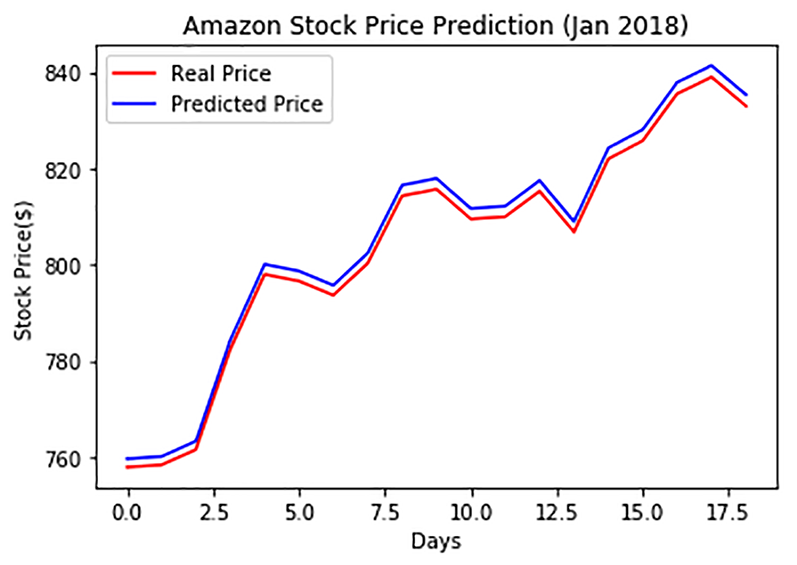 Amazon Stock Price Prediction (Jan 2018)
Real Price
Predicted Price
840
820
800
780
760
Stock Price($)
0.0 2.5 5.0 7.5 10.0 12.5 15.0 17.5
Days